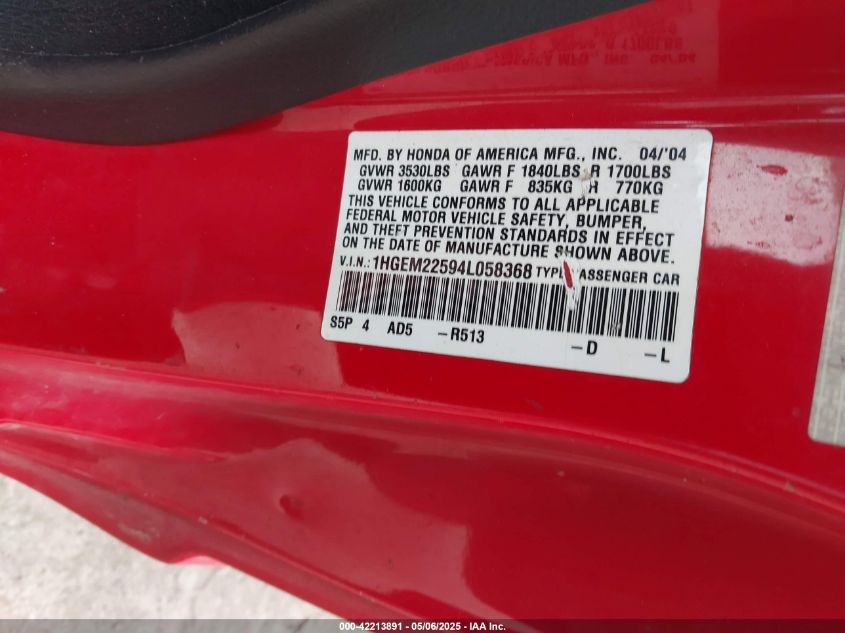 MFD. BY HONDA OF AMERICA MFG., INC. 04/'04
GVWR 3530LBS GAWR F 1840LBS R 1700LBS
GVWR 1600KG GAWR F 835KG R 770KG
THIS VEHICLE CONFORMS TO ALL APPLICABLE
FEDERAL MOTOR VEHICLE SAFETY, BUMPER,
AND THEFT PREVENTION STANDARDS IN EFFECT
ON THE DATE OF MANUFACTURE SHOWN ABOVE.
V.I.N.: 1HGEM22594L058368 TYPE: PASSENGER CAR
S5P 4 AD5 -R513 -D -L
000-42213891 - 05/06/2025 - IAA Inc.